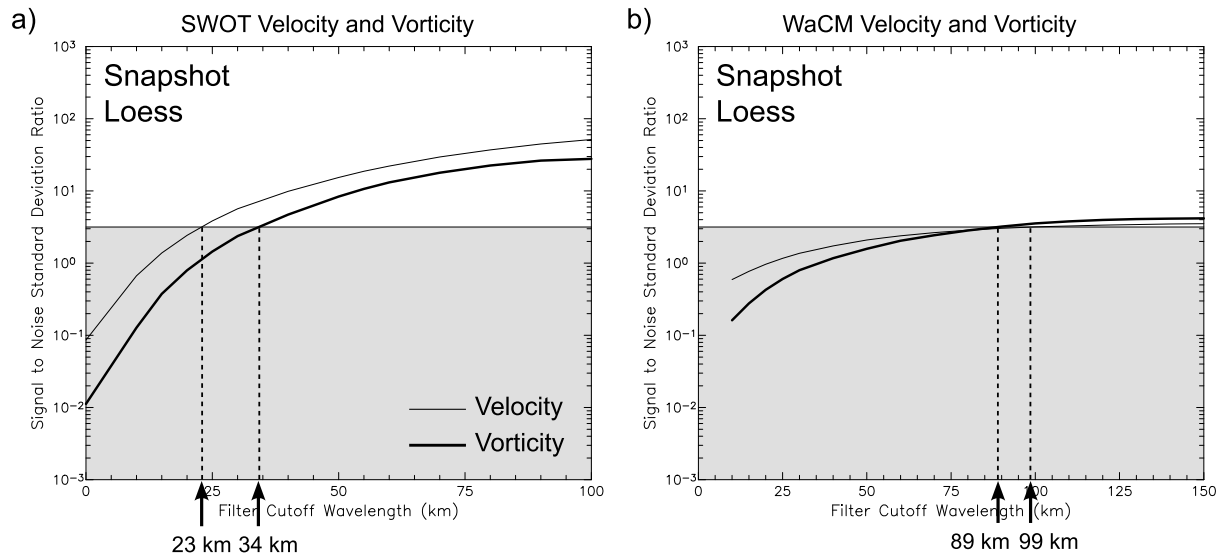 a)
SWOT Velocity and Vorticity
10³
10²
10¹
10⁰
10⁻¹
10⁻²
10⁻³
Signal to Noise Standard Deviation Ratio
Snapshot
Loess
Velocity
Vorticity
0 25 50 75 100
Filter Cutoff Wavelength (km)
23 km 34 km
b)
WaCM Velocity and Vorticity
10³
10²
10¹
10⁰
10⁻¹
10⁻²
10⁻³
Signal to Noise Standard Deviation Ratio
Snapshot
Loess
0 25 50 75 100 125 150
Filter Cutoff Wavelength (km)
89 km 99 km